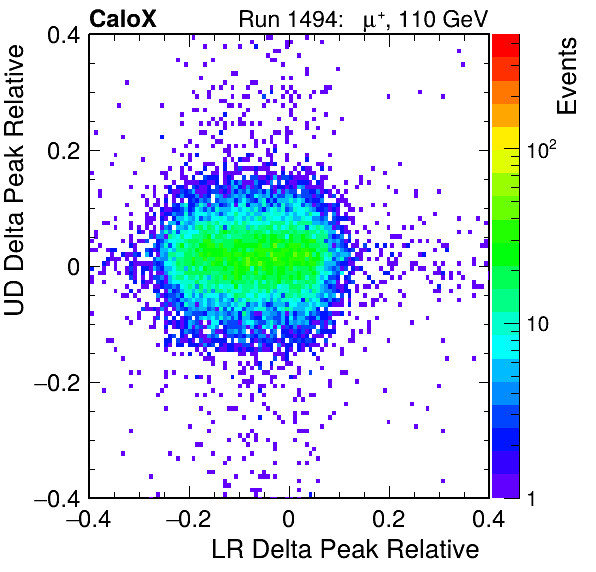 CaloX Run 1494: μ⁺, 110 GeV
UD Delta Peak Relative
0.4
0.2
0
−0.2
−0.4
−0.4 −0.2 0 0.2 0.4
LR Delta Peak Relative
Events
10²
10
1